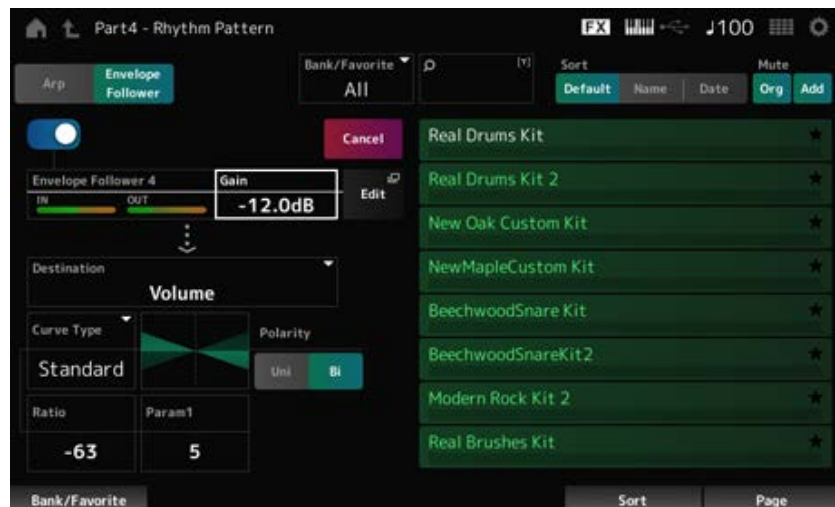 Part4 - Rhythm Pattern
FX
♩100
Arp
Envelope Follower
Bank/Favorite
All
[Y]
Sort
Default Name Date
Mute
Org Add
Cancel
Envelope Follower 4
IN OUT
Gain
-12.0dB
Edit
Destination
Volume
Curve Type
Standard
Polarity
Uni Bi
Ratio
-63
Param1
5
Real Drums Kit
Real Drums Kit 2
New Oak Custom Kit
NewMapleCustom Kit
BeechwoodSnare Kit
BeechwoodSnareKit2
Modern Rock Kit 2
Real Brushes Kit
Bank/Favorite
Sort
Page